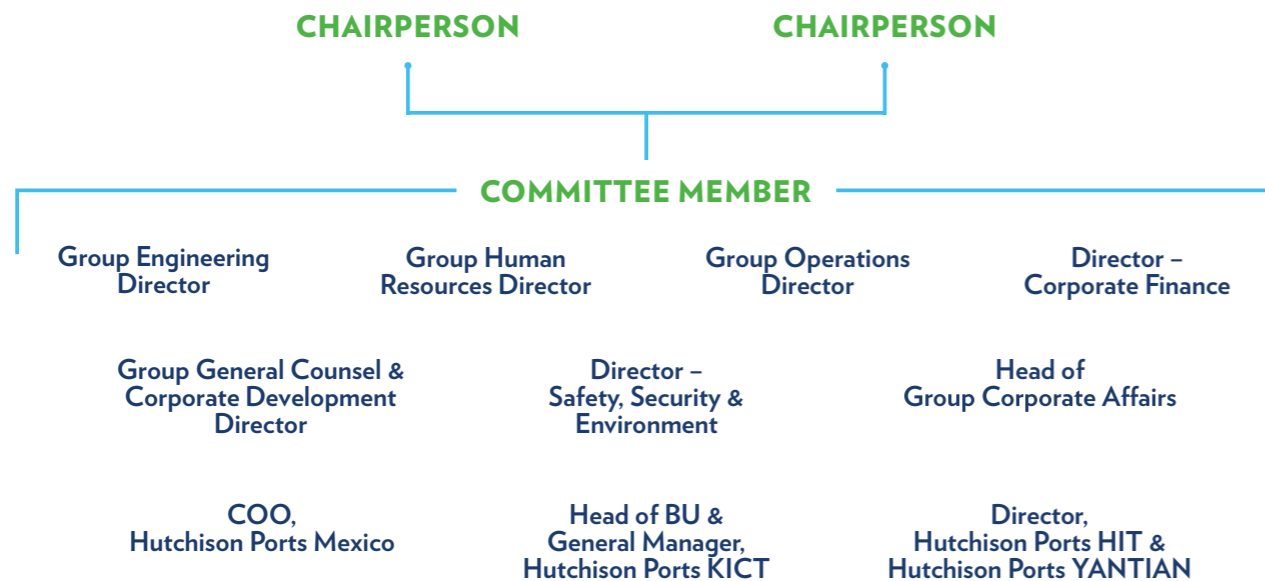 CHAIRPERSON
CHAIRPERSON
COMMITTEE MEMBER
Group Engineering
Director
Group Human
Resources Director
Group Operations
Director
Director –
Corporate Finance
Group General Counsel &
Corporate Development
Director
Director –
Safety, Security &
Environment
Head of
Group Corporate Affairs
COO,
Hutchison Ports Mexico
Head of BU &
General Manager,
Hutchison Ports KICT
Director,
Hutchison Ports HIT &
Hutchison Ports YANTIAN